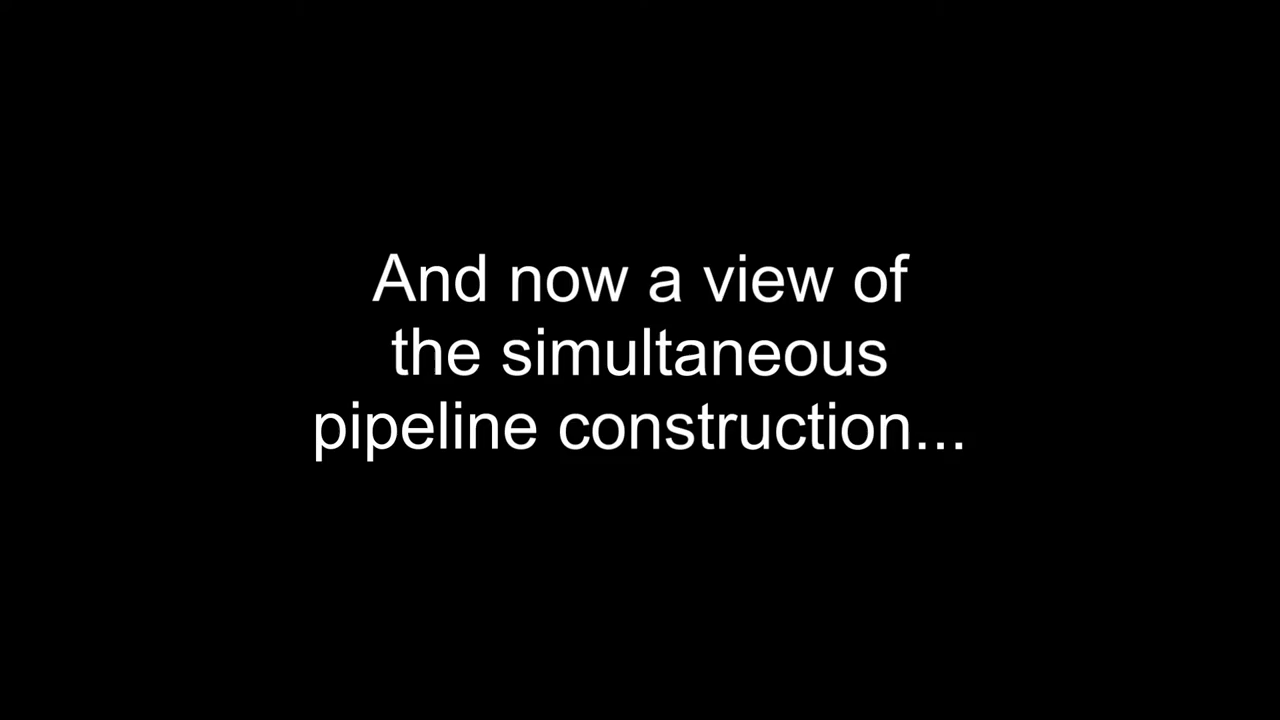 And now a view of
the simultaneous
pipeline construction...